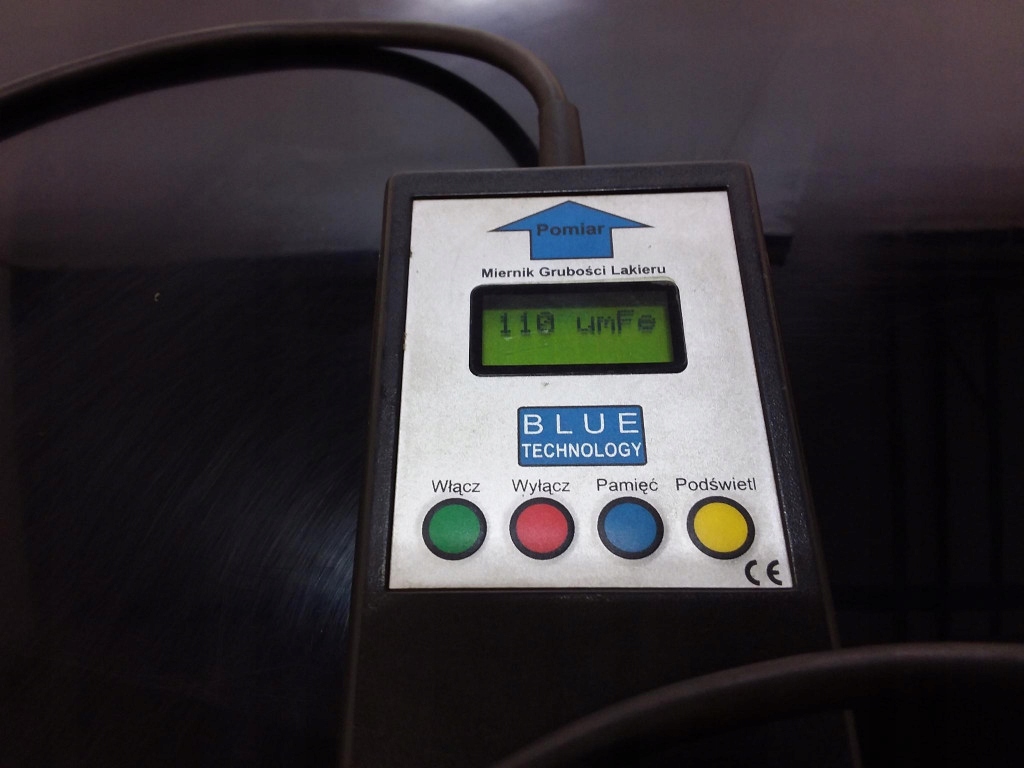 Pomiar
Miernik Grubości Lakieru
110 umFe
BLUE
TECHNOLOGY
Włącz Wyłącz Pamięć Podświetl
CE